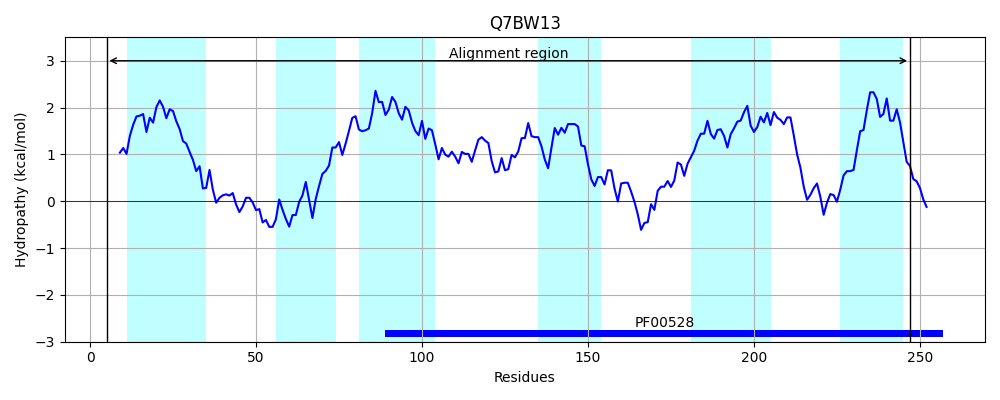 Q7BW13
Alignment region
Hydropathy (kcal/mol)
3
2
1
0
−1
−2
−3
PF00528
0 50 100 150 200 250
Residues